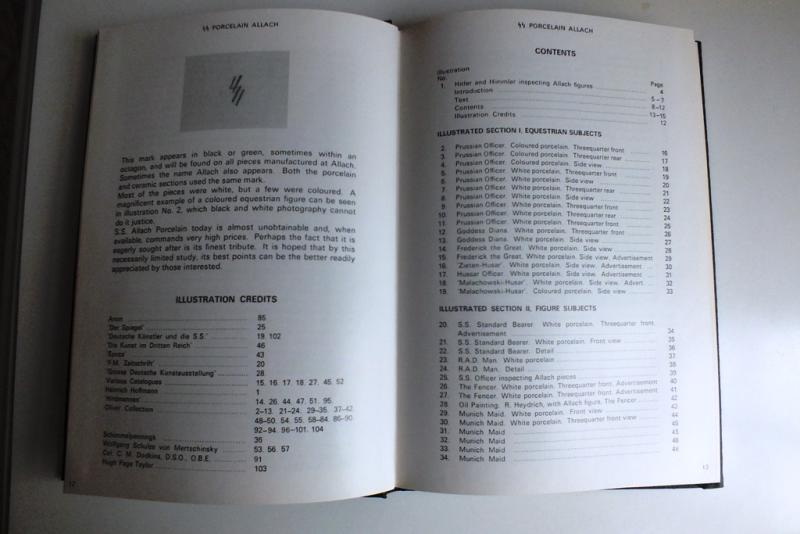 PORCELAIN ALLACH
This mark appears in black or green, sometimes within an
octagon, and will be found on all pieces manufactured at Allach.
Sometimes the name Allach also appears. Both the porcelain
and ceramic sections used the same mark.
Most of the pieces were white, but a few were coloured. A
magnificent example of a coloured equestrian figure can be seen
in illustration No. 2, which black and white photography cannot
do it justice.
S.S. Allach Porcelain today is almost unobtainable and, when
available, commands very high prices. Perhaps the fact that it is
eagerly sought after is its finest tribute. It is hoped that by this
necessarily limited study, its best points can be the better readily
appreciated by those interested.
ILLUSTRATION CREDITS
Anon 85
'Der Spiegel' 25
'Deutsche Künstler und die S.S.' 19, 102
'Die Kunst im Dritten Reich' 46
43
20
'Grosse Deutsche Kunstausstellung' 28
Various Catalogues 15, 16, 17, 18, 27, 45, 52
Heinrich Hoffmann 1
14, 26, 44, 47, 51, 95
Oliver Collection 2–13, 21–24, 29–35, 37–42,
48–50, 54, 55, 58–84, 86–90,
92–94, 96–101, 104
Schimmelpennings 36
Wolfgang Schulze von Mertschinsky 53, 56, 57
Col. C. M. Dodkins, D.S.O., O.B.E. 91
Hugh Page Taylor 103
12
PORCELAIN ALLACH
CONTENTS
Illustration
No. Page
1. Hitler and Himmler inspecting Allach figures 4
Introduction 5–7
Text 8–12
Contents 13–15
Illustration Credits 12
ILLUSTRATED SECTION I, EQUESTRIAN SUBJECTS
2. Prussian Officer. Coloured porcelain. Threequarter front 16
3. Prussian Officer. Coloured porcelain. Threequarter rear 17
4. Prussian Officer. Coloured porcelain. Side view 18
5. Prussian Officer. White porcelain. Threequarter front 19
6. Prussian Officer. White porcelain. Side view 20
7. Prussian Officer. White porcelain. Threequarter rear 21
8. Prussian Officer. White porcelain. Side view 22
9. Prussian Officer. White porcelain. Threequarter front 23
10. Prussian Officer. White porcelain. Threequarter rear 24
11. Prussian Officer. White porcelain. Threequarter front 25
12. Goddess Diana. White porcelain. Threequarter front 26
13. Goddess Diana. White porcelain. Side view 27
14. Frederick the Great. White porcelain. Side view 28
15. Frederick the Great. White porcelain. Side view. Advertisement 29
16. 'Zieten-Husar'. White porcelain. Side view. Advertisement 30
17. Hussar Officer. White porcelain. Side view. Advertisement 31
18. 'Malachowski-Husar'. White porcelain. Side view. Advert. 32
19. 'Malachowski-Husar'. Coloured porcelain. Side view 33
ILLUSTRATED SECTION II, FIGURE SUBJECTS
20. S.S. Standard Bearer. White porcelain. Threequarter front.
Advertisement 34
21. S.S. Standard Bearer. White porcelain. Front view 35
22. S.S. Standard Bearer. Detail 36
23. R.A.D. Man. White porcelain 37
24. R.A.D. Man. Detail 38
25. S.S. Officer inspecting Allach pieces 39
26. The Fencer. White porcelain. Threequarter front. Advertisement 40
27. The Fencer. White porcelain. Threequarter front. Advertisement 41
28. Oil Painting. R. Heydrich, with Allach figure, The Fencer 42
29. Munich Maid. White porcelain. Front view
30. Munich Maid. White porcelain. Threequarter front view 44
31. Munich Maid
32. Munich Maid
33. Munich Maid
34. Munich Maid
13